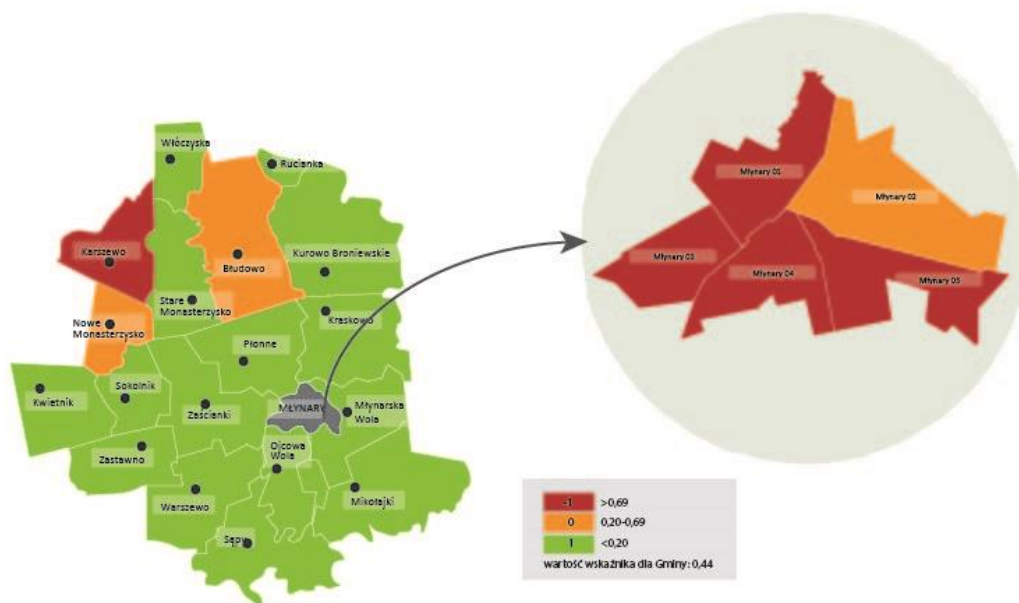 Włóczyska
Rucianka
Karszewo
Błudowo
Kurowo Broniewskie
Stare
Monasterzysko
Nowe
Monasterzysko
Kraskowo
Płonne
Kwietnik
Sokolnik
Zaścianki
MŁYNARY
Młynarska
Wola
Zastawno
Ojcowa
Wola
Warszewo
Mikołajki
Sępy
Młynary 01
Młynary 02
Młynary 03
Młynary 04
Młynary 05
-1 >0,69
0 0,20-0,69
1 <0,20
wartość wskaźnika dla Gminy: 0,44